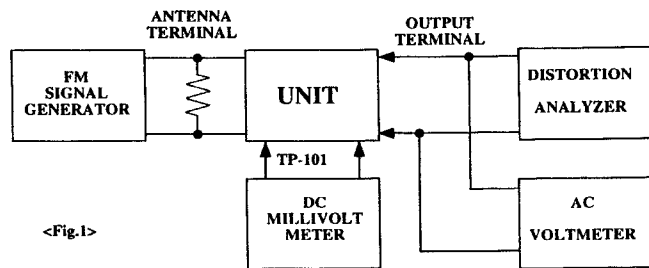 ANTENNA
TERMINAL
OUTPUT
TERMINAL
FM
SIGNAL
GENERATOR
UNIT
DISTORTION
ANALYZER
TP-101
DC
MILLIVOLT
METER
AC
VOLTMETER
<Fig.1>